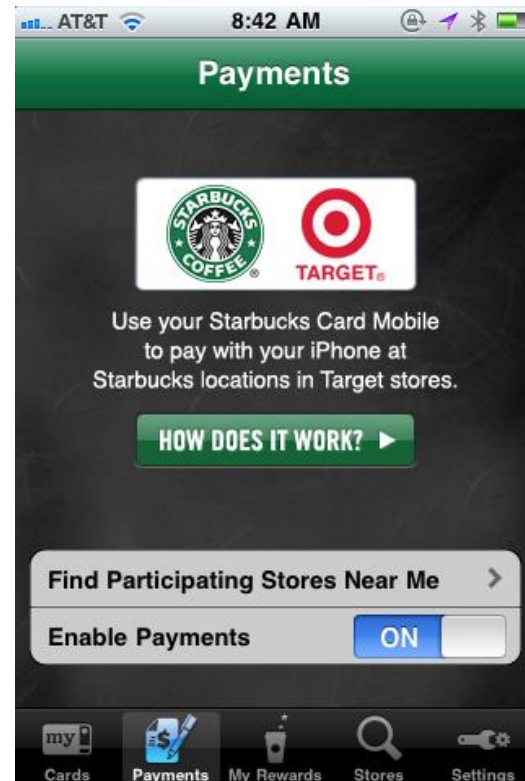 AT&T 8:42 AM
Payments
STARBUCKS
COFFEE ®
TARGET®
Use your Starbucks Card Mobile
to pay with your iPhone at
Starbucks locations in Target stores.
HOW DOES IT WORK?
Find Participating Stores Near Me
Enable Payments ON
my
Cards Payments My Rewards Stores Settings